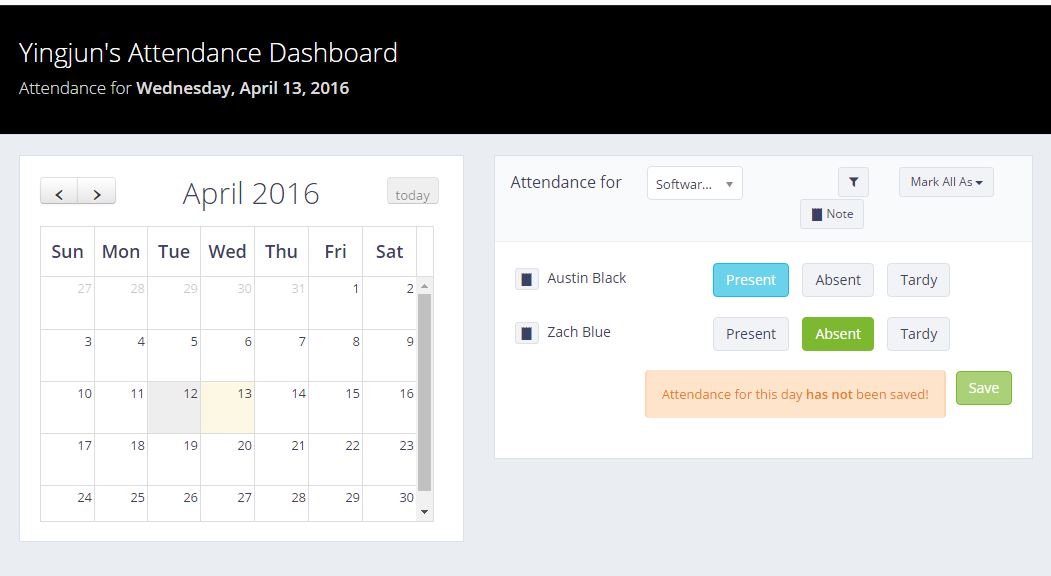 Yingjun's Attendance Dashboard
Attendance for Wednesday, April 13, 2016
April 2016
today
Sun Mon Tue Wed Thu Fri Sat
27 28 29 30 31 1 2
3 4 5 6 7 8 9
10 11 12 13 14 15 16
17 18 19 20 21 22 23
24 25 26 27 28 29 30
Attendance for Softwar... Mark All As
Note
Austin Black Present Absent Tardy
Zach Blue Present Absent Tardy
Attendance for this day has not been saved! Save